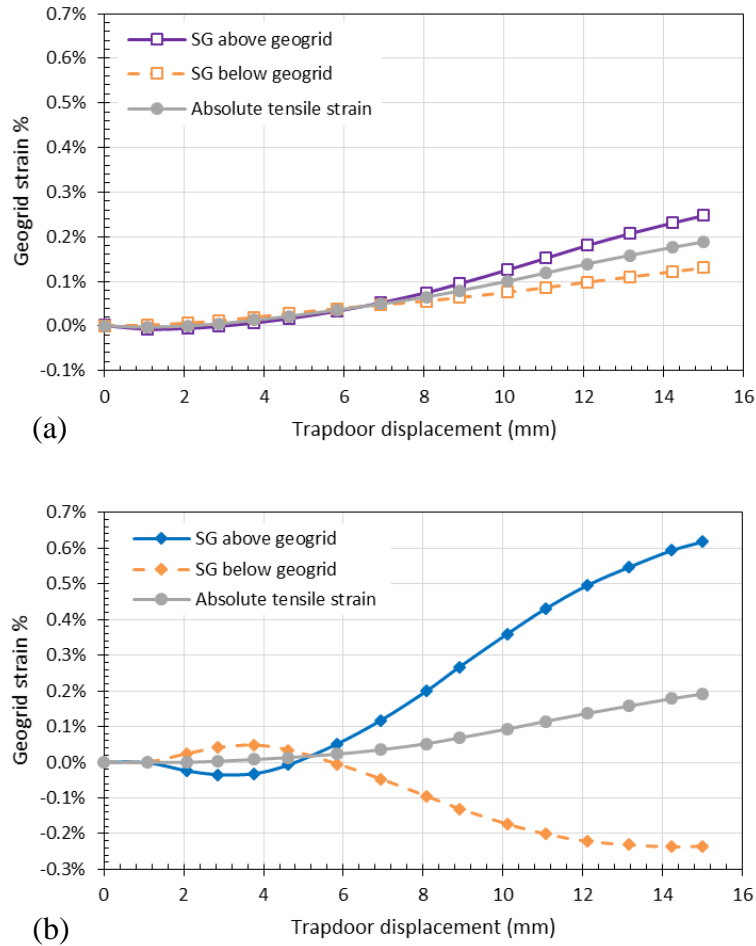 0.7%
SG above geogrid
0.6%
SG below geogrid
0.5%
Absolute tensile strain
0.4%
0.3%
0.2%
0.1%
0.0%
-0.1%
Geogrid strain %
0 2 4 6 8 10 12 14 16
Trapdoor displacement (mm)
(a)
0.7%
SG above geogrid
0.6%
SG below geogrid
0.5%
Absolute tensile strain
0.4%
0.3%
0.2%
0.1%
0.0%
-0.1%
-0.2%
-0.3%
Geogrid strain %
0 2 4 6 8 10 12 14 16
Trapdoor displacement (mm)
(b)